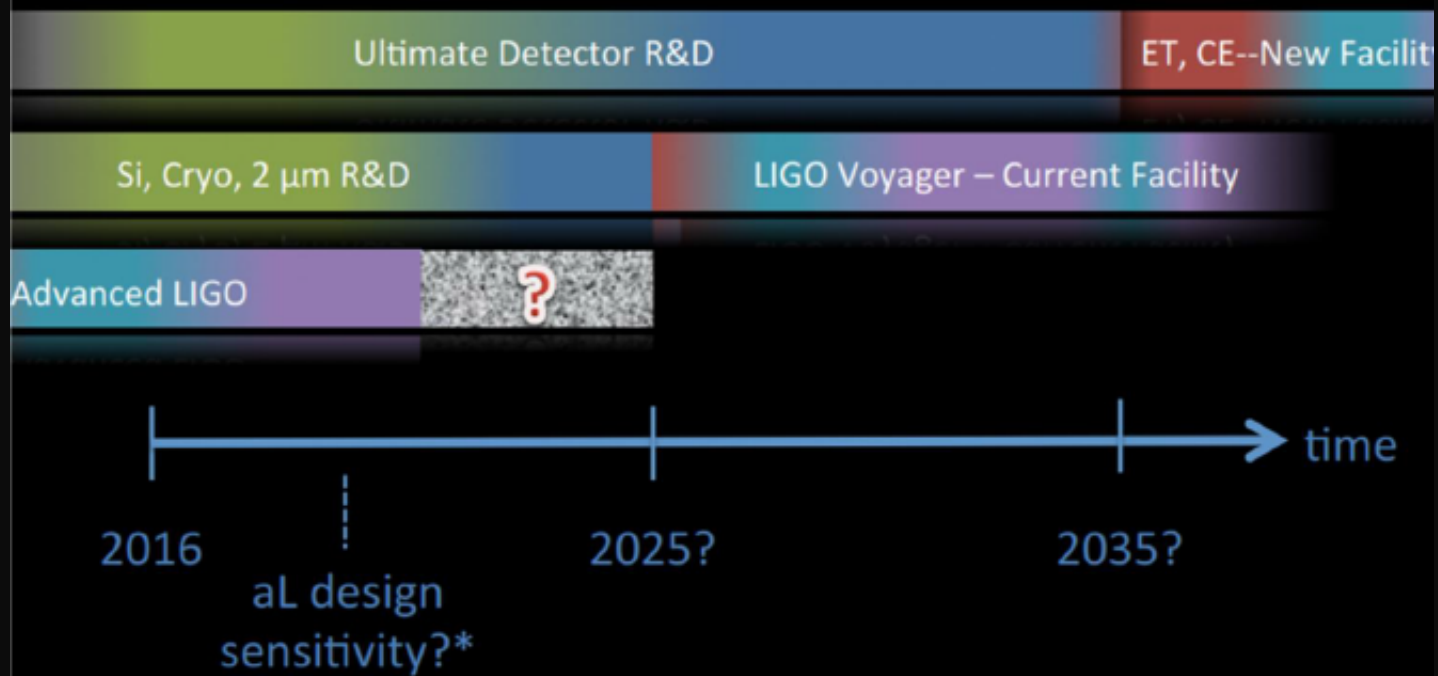 Ultimate Detector R&D
ET, CE--New Facilit
Si, Cryo, 2 µm R&D
LIGO Voyager – Current Facility
Advanced LIGO
?
time
2016
2025?
2035?
aL design
sensitivity?*